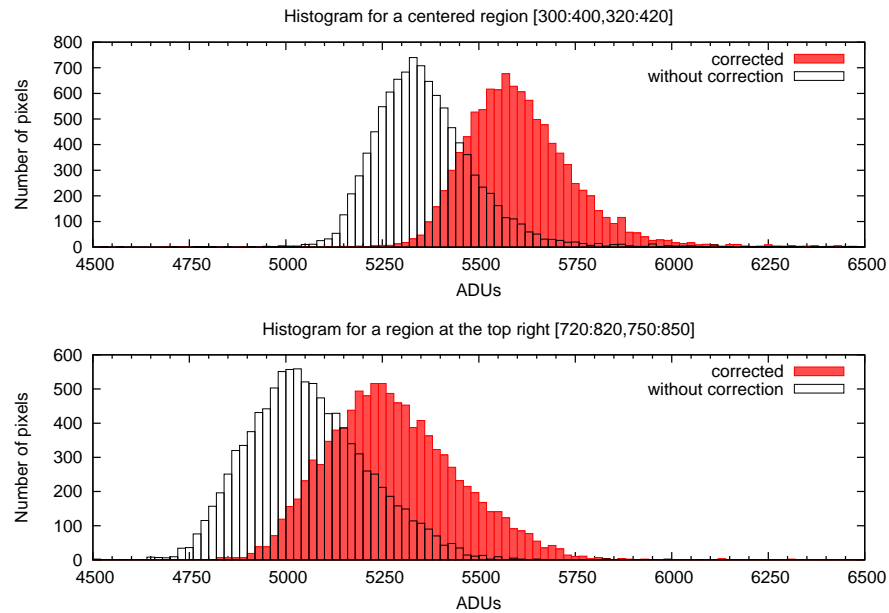 Histogram for a centered region [300:400,320:420]
800
700
600
500
400
300
200
100
0
Number of pixels
corrected
without correction
4500 4750 5000 5250 5500 5750 6000 6250 6500
ADUs
Histogram for a region at the top right [720:820,750:850]
600
500
400
300
200
100
0
Number of pixels
corrected
without correction
4500 4750 5000 5250 5500 5750 6000 6250 6500
ADUs